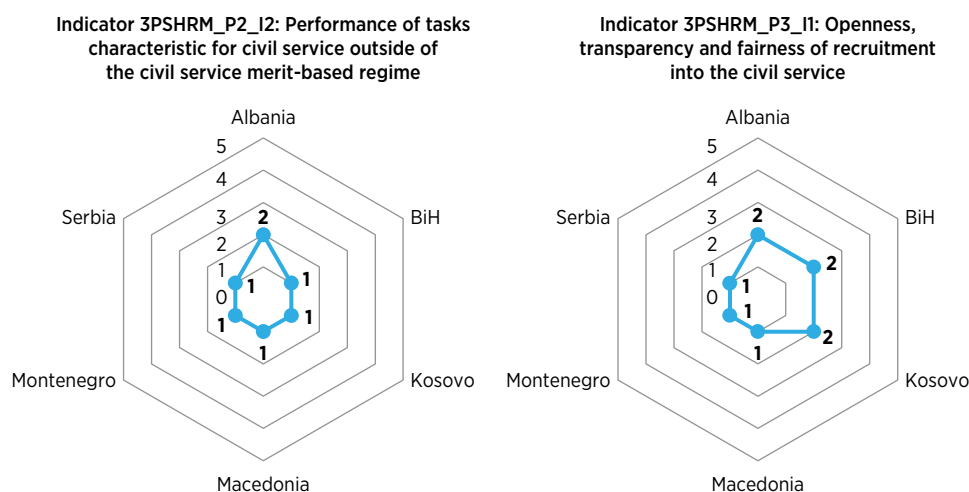 Indicator 3PSHRM_P2_I2: Performance of tasks
characteristic for civil service outside of
the civil service merit-based regime
Albania
5
4
3
2
1
0
Serbia
BiH
2
1
1
1
1
1
Montenegro
Kosovo
Macedonia
Indicator 3PSHRM_P3_I1: Openness,
transparency and fairness of recruitment
into the civil service
Albania
5
4
3
2
1
0
Serbia
BiH
2
1
2
1
2
1
Montenegro
Kosovo
Macedonia